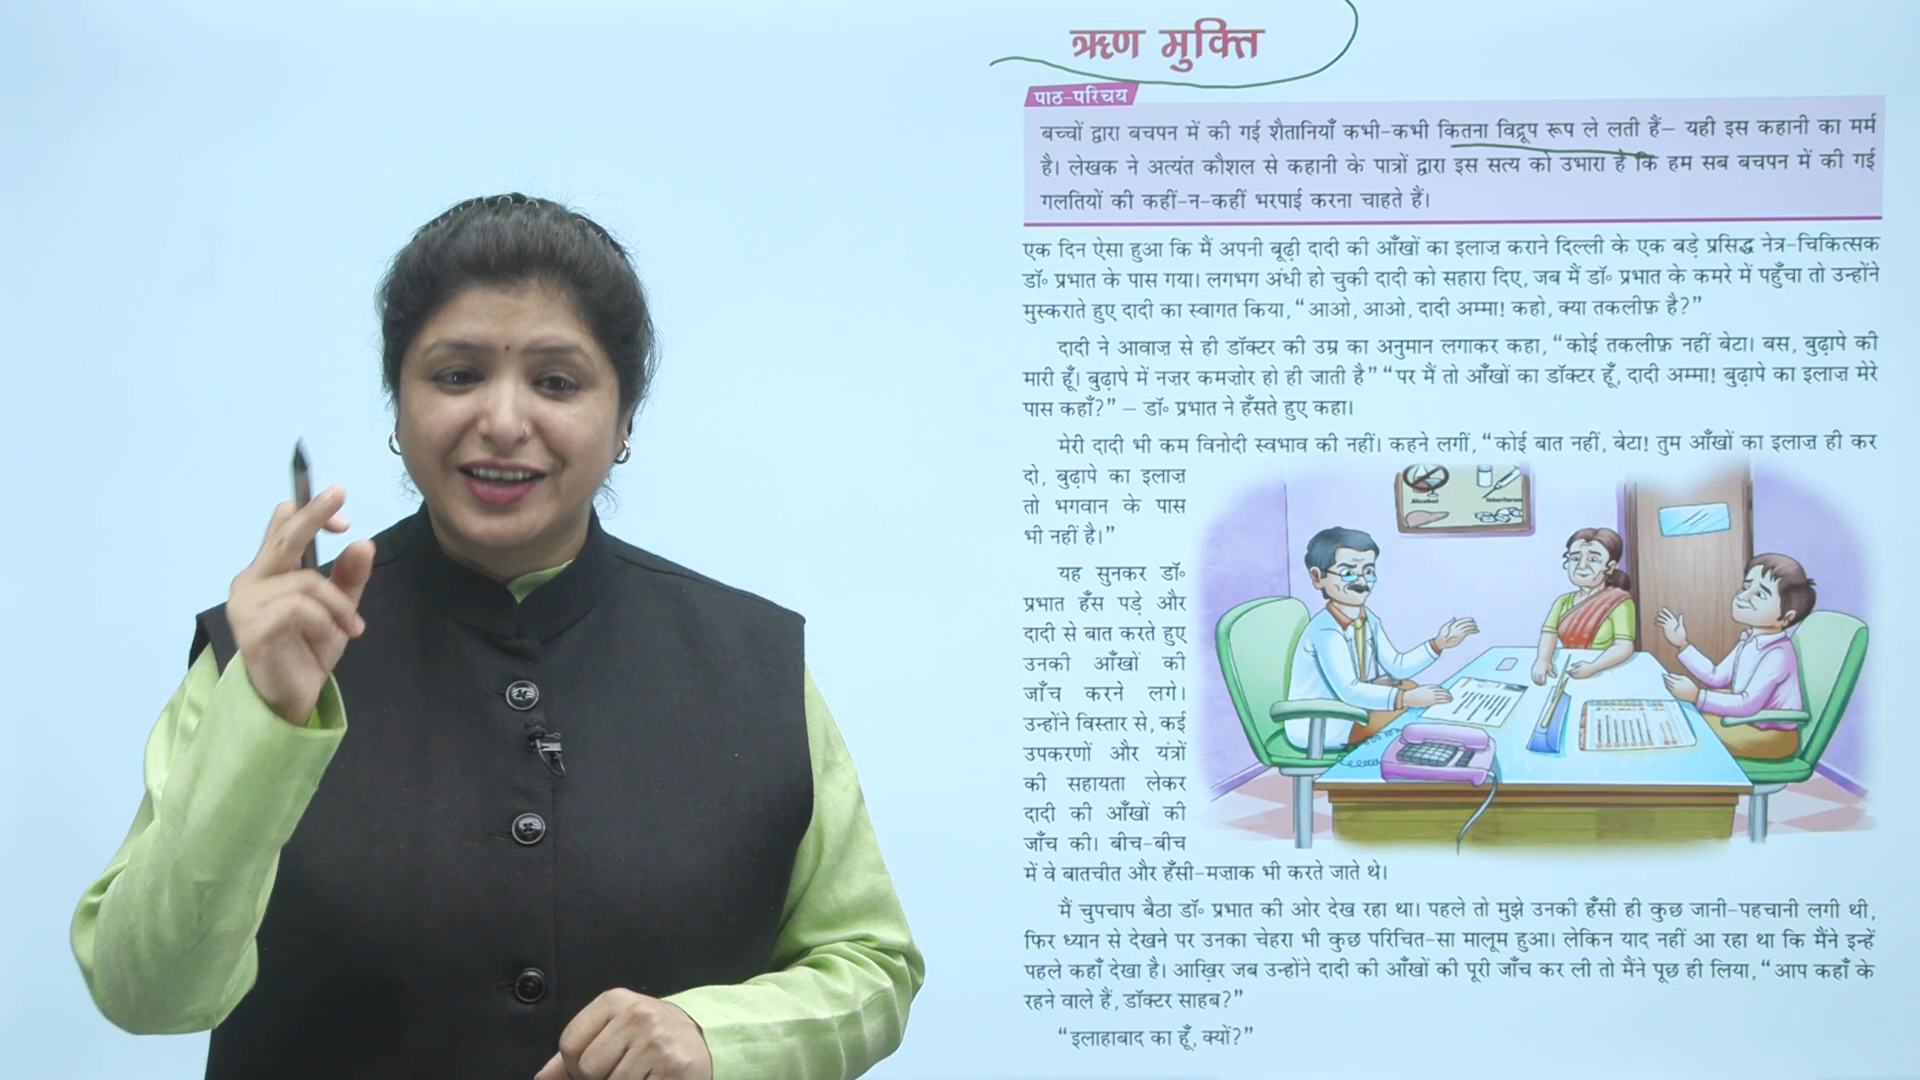 ऋण मुक्ति
पाठ-परिचय
बच्चों द्वारा बचपन में की गई शैतानियाँ कभी-कभी कितना विद्रूप रूप ले लती हैं– यही इस कहानी का मर्म
है। लेखक ने अत्यंत कौशल से कहानी के पात्रों द्वारा इस सत्य को उभारा है कि हम सब बचपन में की गई
गलतियों की कहीं-न-कहीं भरपाई करना चाहते हैं।
एक दिन ऐसा हुआ कि मैं अपनी बूढ़ी दादी की आँखों का इलाज़ कराने दिल्ली के एक बड़े प्रसिद्ध नेत्र-चिकित्सक
डॉ॰ प्रभात के पास गया। लगभग अंधी हो चुकी दादी को सहारा दिए, जब मैं डॉ॰ प्रभात के कमरे में पहुँचा तो उन्होंने
मुस्कराते हुए दादी का स्वागत किया, “आओ, आओ, दादी अम्मा! कहो, क्या तकलीफ़ है?”
दादी ने आवाज़ से ही डॉक्टर की उम्र का अनुमान लगाकर कहा, “कोई तकलीफ़ नहीं बेटा। बस, बुढ़ापे की
मारी हूँ। बुढ़ापे में नज़र कमज़ोर हो ही जाती है” “पर मैं तो आँखों का डॉक्टर हूँ, दादी अम्मा! बुढ़ापे का इलाज़ मेरे
पास कहाँ?” – डॉ॰ प्रभात ने हँसते हुए कहा।
मेरी दादी भी कम विनोदी स्वभाव की नहीं। कहने लगीं, “कोई बात नहीं, बेटा! तुम आँखों का इलाज़ ही कर
दो, बुढ़ापे का इलाज़
तो भगवान के पास
भी नहीं है।”
यह सुनकर डॉ॰
प्रभात हँस पड़े और
दादी से बात करते हुए
उनकी आँखों की
जाँच करने लगे।
उन्होंने विस्तार से, कई
उपकरणों और यंत्रों
की सहायता लेकर
दादी की आँखों की
जाँच की। बीच-बीच
में वे बातचीत और हँसी-मज़ाक भी करते जाते थे।
Alcohol
Interferon
मैं चुपचाप बैठा डॉ॰ प्रभात की ओर देख रहा था। पहले तो मुझे उनकी हँसी ही कुछ जानी-पहचानी लगी थी,
फिर ध्यान से देखने पर उनका चेहरा भी कुछ परिचित-सा मालूम हुआ। लेकिन याद नहीं आ रहा था कि मैंने इन्हें
पहले कहाँ देखा है। आख़िर जब उन्होंने दादी की आँखों की पूरी जाँच कर ली तो मैंने पूछ ही लिया, “आप कहाँ के
रहने वाले हैं, डॉक्टर साहब?”
“इलाहाबाद का हूँ, क्यों?”